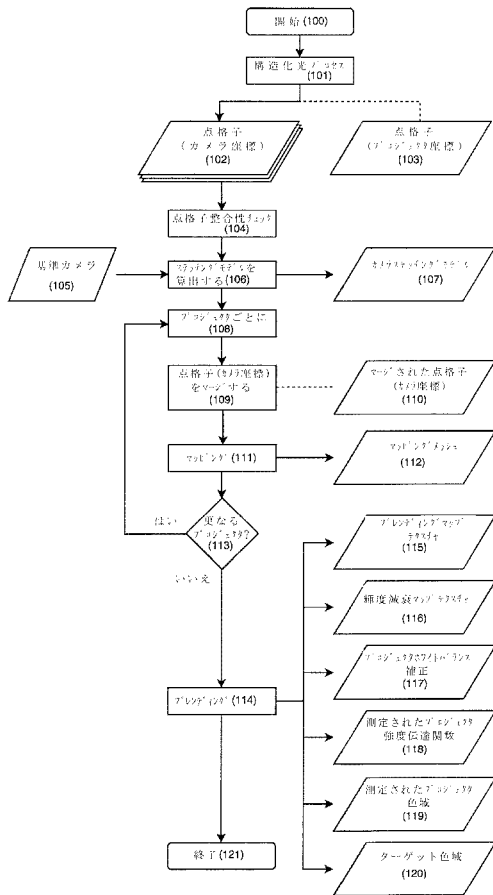 開始 (100)
構造化光プロセス
(101)
点格子
(カメラ座標)
(102)
点格子
(プロジェクタ座標)
(103)
点格子整合性チェック
(104)
基準カメラ
(105)
ステッチングモデルを
算出する(106)
カメラステッチングモデル
(107)
プロジェクタごとに
(108)
点格子(カメラ座標)
をマージする
(109)
マージされた点格子
(カメラ座標)
(110)
マッピング(111)
マッピングメッシュ
(112)
はい
更なる
プロジェクタ?
(113)
いいえ
ブレンディングマップ
テクスチャ
(115)
輝度減衰マップテクスチャ
(116)
プロジェクタホワイトバランス
補正
(117)
ブレンディング(114)
測定されたプロジェクタ
強度伝達関数
(118)
測定されたプロジェクタ
色域
(119)
終了(121)
ターゲット色域
(120)